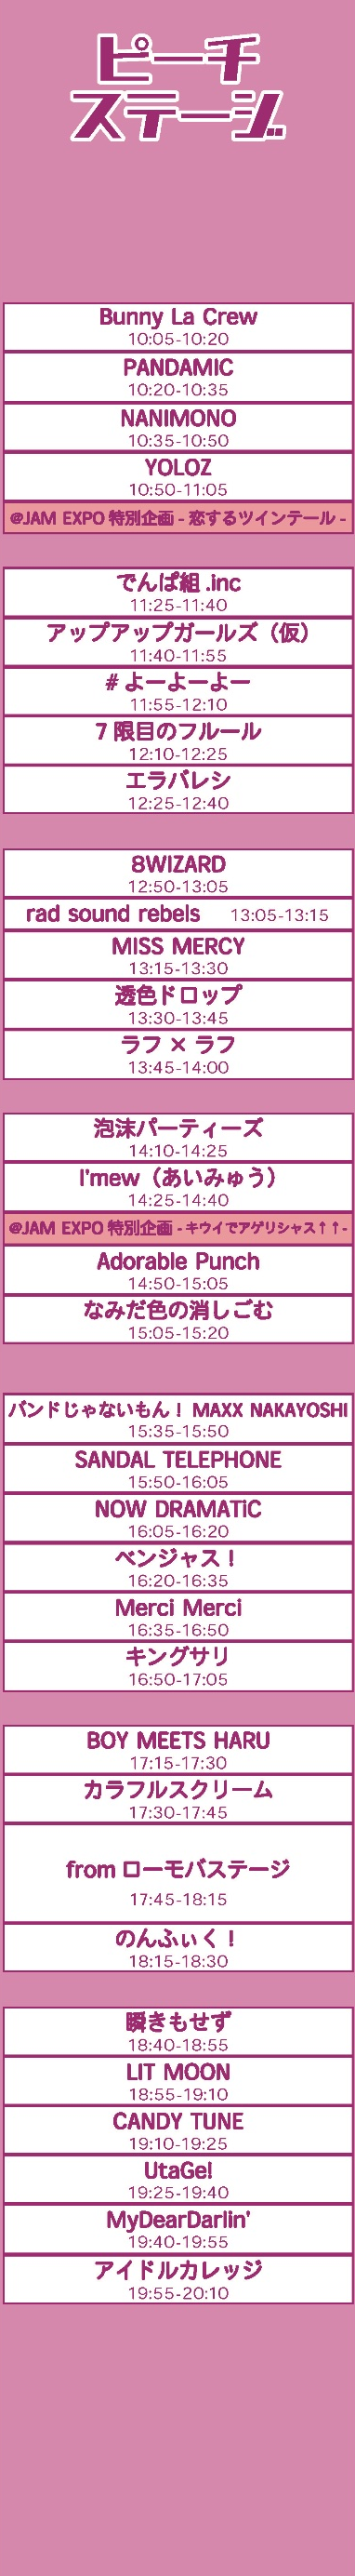 ピーチ
ステージ
Bunny La Crew
10:05-10:20
PANDAMIC
10:20-10:35
NANIMONO
10:35-10:50
YOLOZ
10:50-11:05
@JAM EXPO 特別企画 - 恋するツインテール -
でんぱ組.inc
11:25-11:40
アップアップガールズ（仮）
11:40-11:55
#よーよーよー
11:55-12:10
7限目のフルール
12:10-12:25
エラバレシ
12:25-12:40
8WIZARD
12:50-13:05
rad sound rebels 13:05-13:15
MISS MERCY
13:15-13:30
透色ドロップ
13:30-13:45
ラフ × ラフ
13:45-14:00
泡沫パーティーズ
14:10-14:25
I'mew（あいみゅう）
14:25-14:40
@JAM EXPO 特別企画 - キウイでアゲリシャス↑↑-
Adorable Punch
14:50-15:05
なみだ色の消しごむ
15:05-15:20
バンドじゃないもん！MAXX NAKAYOSHI
15:35-15:50
SANDAL TELEPHONE
15:50-16:05
NOW DRAMATiC
16:05-16:20
ベンジャス！
16:20-16:35
Merci Merci
16:35-16:50
キングサリ
16:50-17:05
BOY MEETS HARU
17:15-17:30
カラフルスクリーム
17:30-17:45
from ローモバステージ
17:45-18:15
のんふぃく！
18:15-18:30
瞬きもせず
18:40-18:55
LIT MOON
18:55-19:10
CANDY TUNE
19:10-19:25
UtaGe!
19:25-19:40
MyDearDarlin'
19:40-19:55
アイドルカレッジ
19:55-20:10